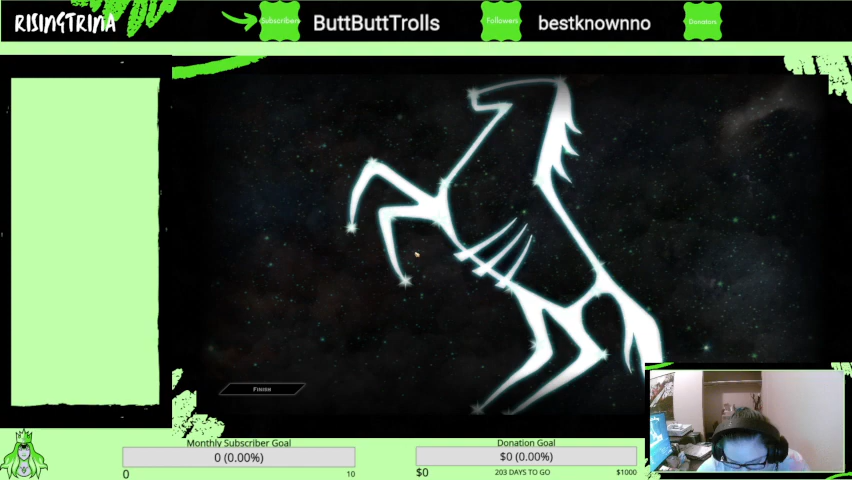 RISINGTRINA
Subscribers
ButtButtTrolls
Followers
bestknownno
Donators
Finish
Monthly Subscriber Goal
0 (0.00%)
0
10
Donation Goal
$0 (0.00%)
$0
203 DAYS TO GO
$1000